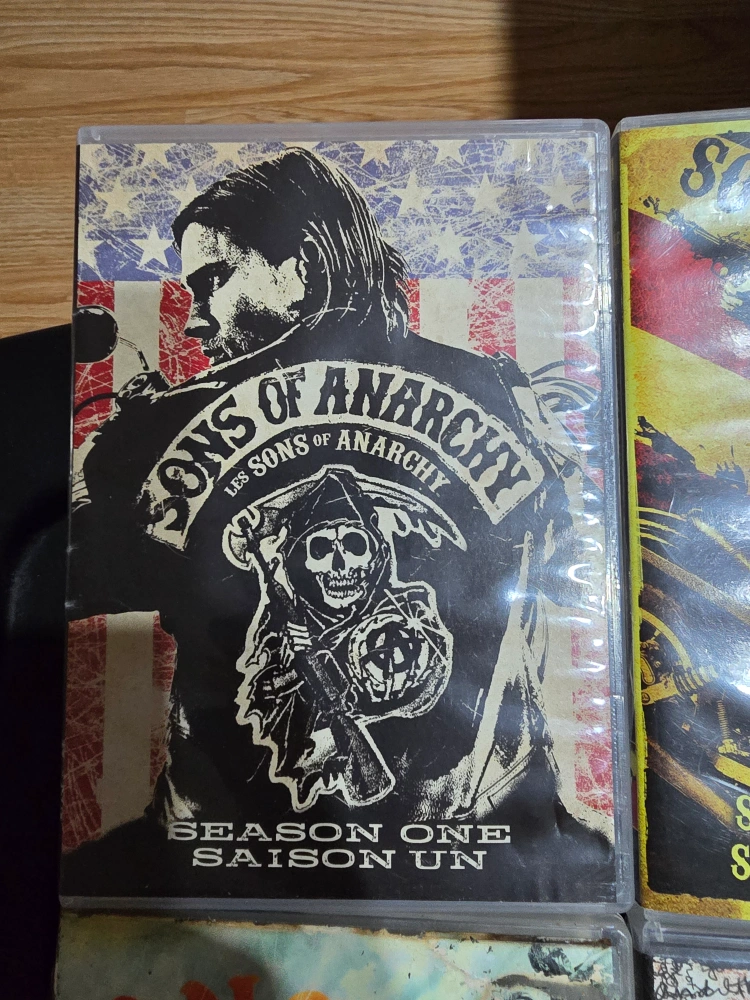 SONS OF ANARCHY
LES SONS OF ANARCHY
A
SEASON ONE
SAISON UN